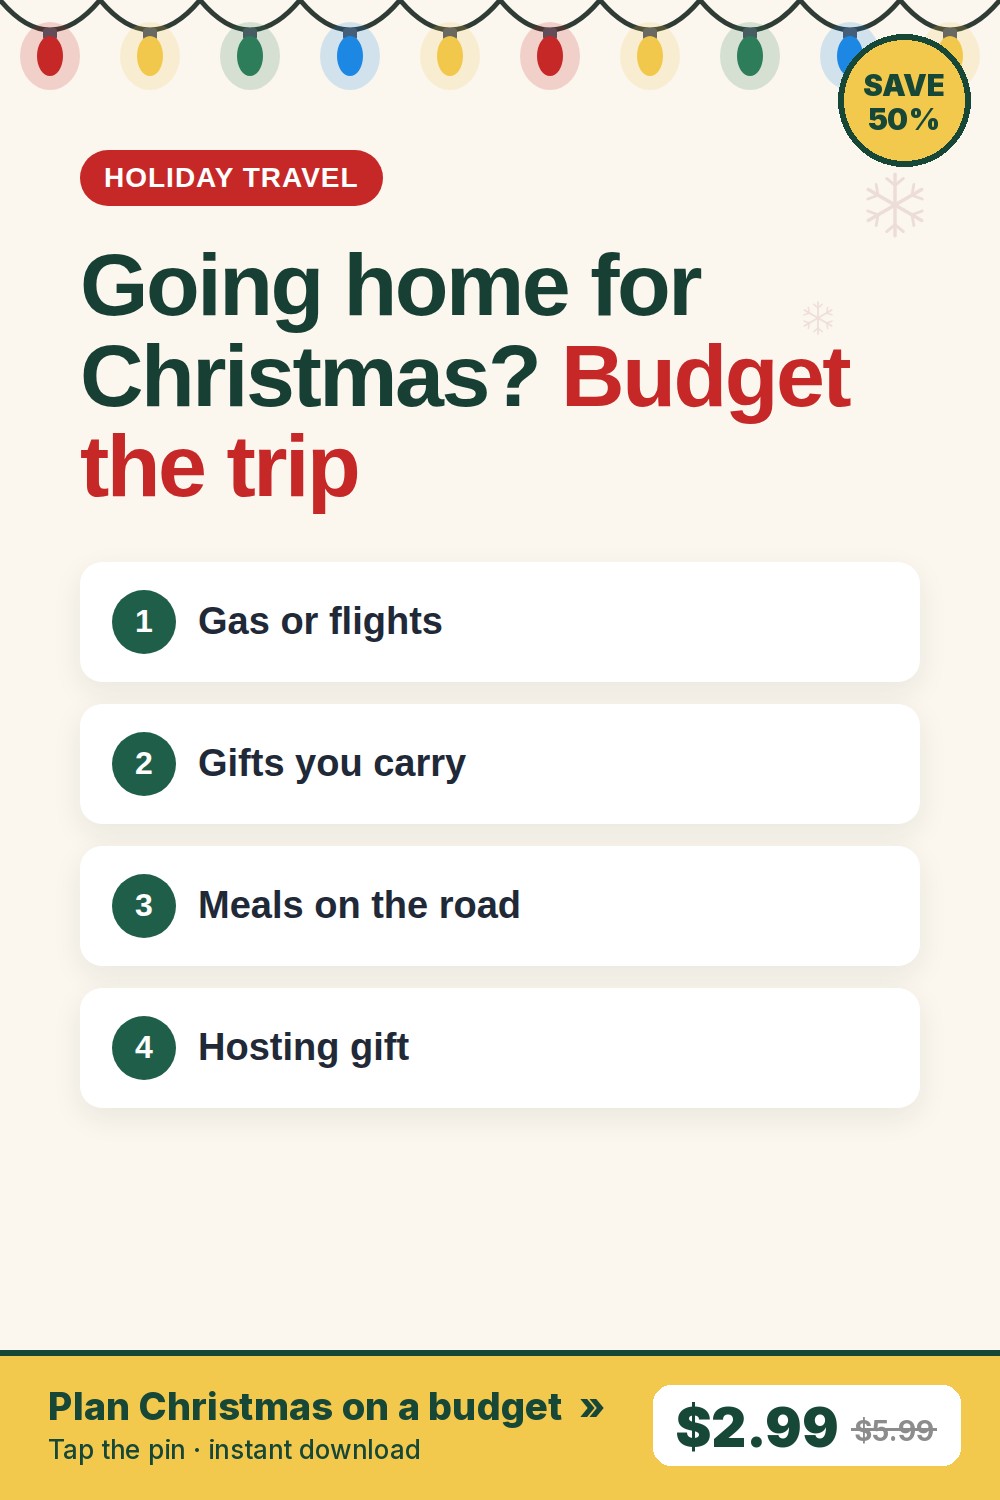 SAVE
50%
HOLIDAY TRAVEL
Going home for
Christmas? Budget
the trip
1 Gas or flights
2 Gifts you carry
3 Meals on the road
4 Hosting gift
Plan Christmas on a budget »
Tap the pin · instant download
$2.99 $5.99